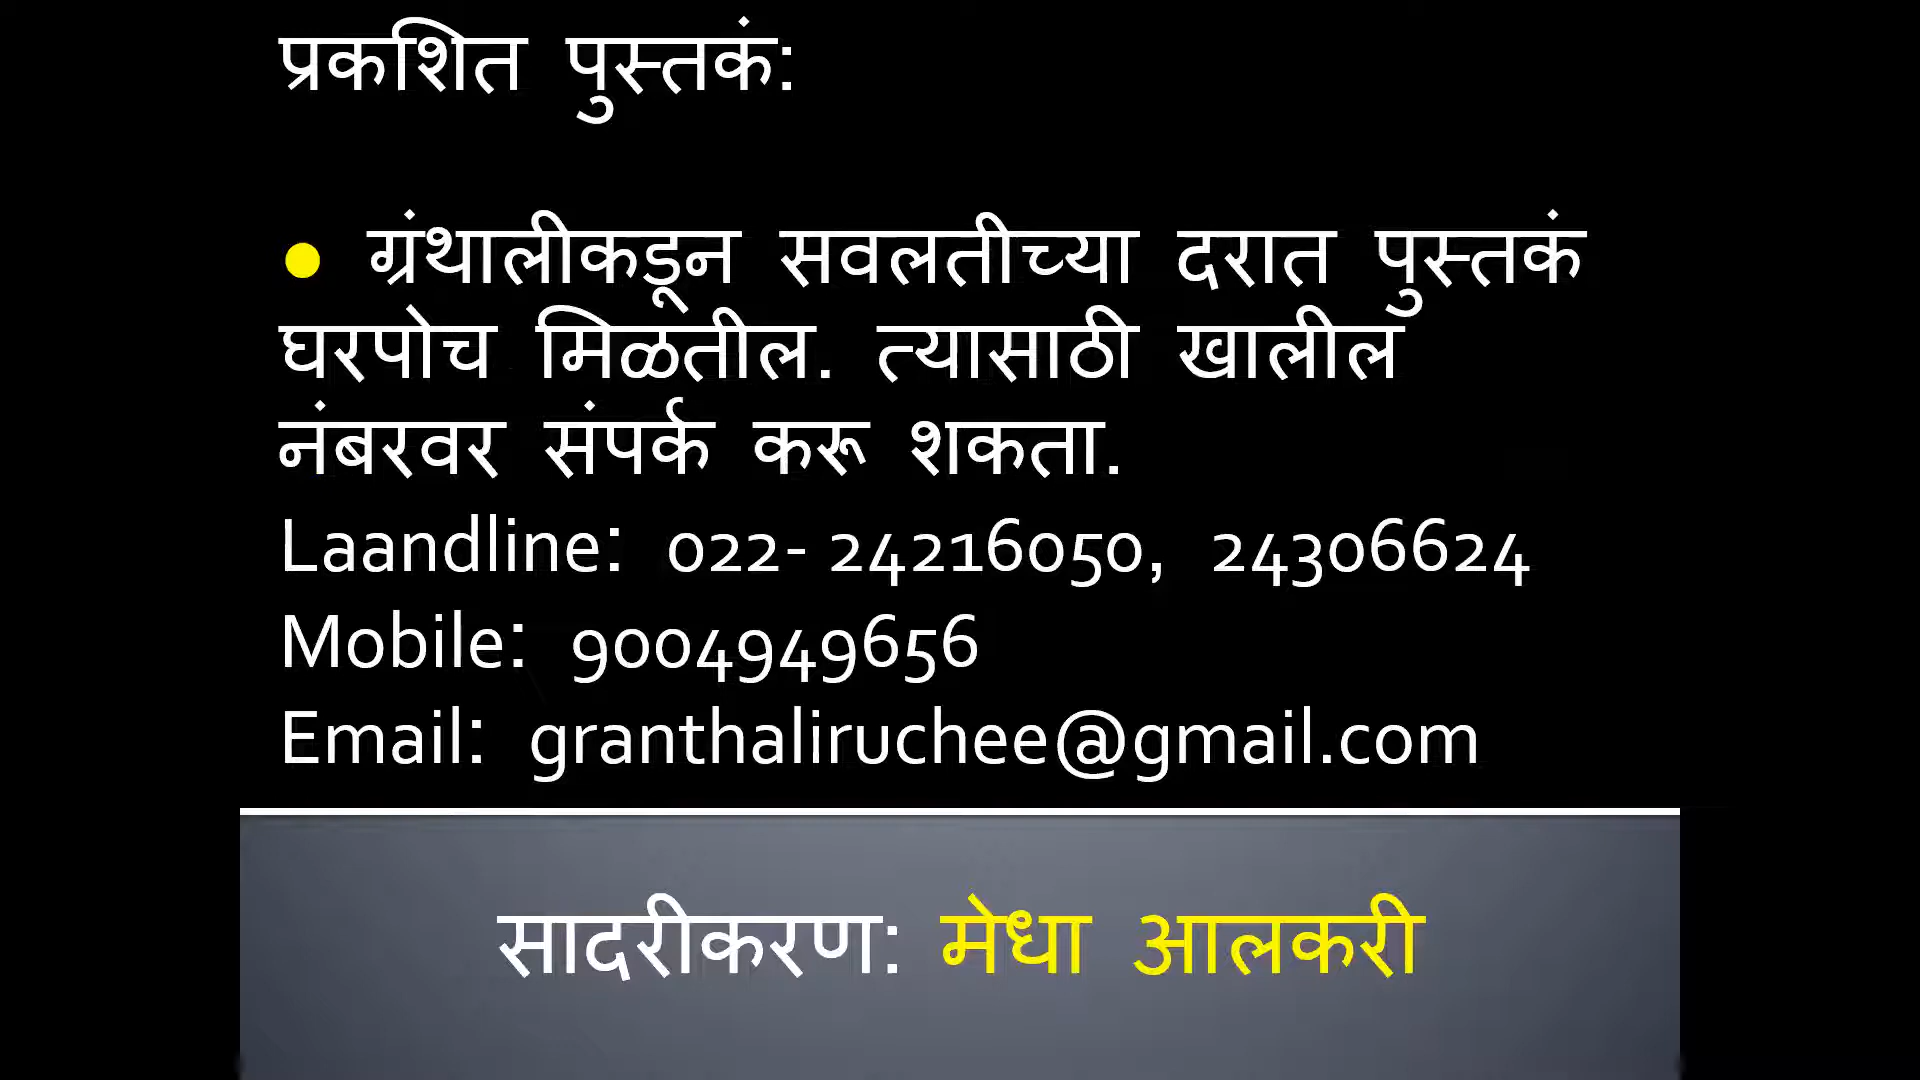 प्रकशित पुस्तकं:
● ग्रंथालीकडून सवलतीच्या दरात पुस्तकं
घरपोच मिळतील. त्यासाठी खालील
नंबरवर संपर्क करू शकता.
Laandline: 022- 24216050, 24306624
Mobile: 9004949656
Email: granthaliruchee@gmail.com
सादरीकरण: मेधा आलकरी